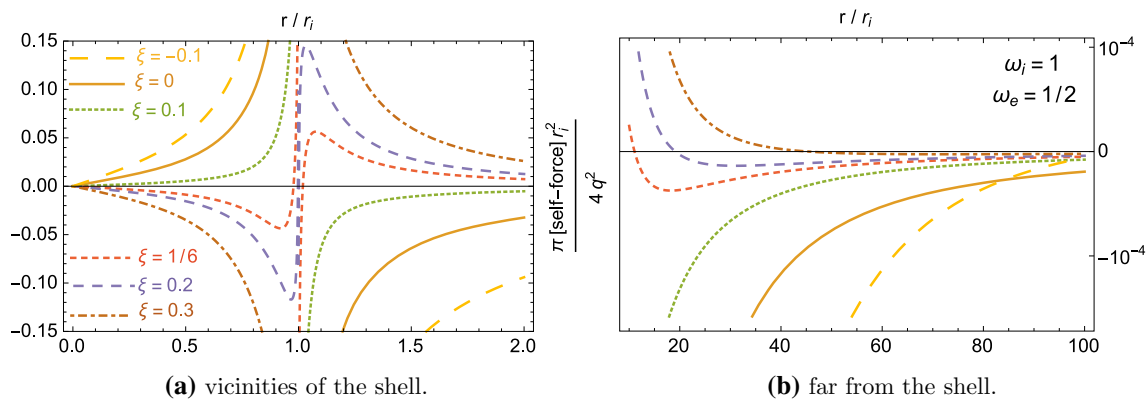 r / r_i
0.15
0.10
0.05
0.00
−0.05
−0.10
−0.15
ξ = −0.1
ξ = 0
ξ = 0.1
ξ = 1/6
ξ = 0.2
ξ = 0.3
0.0 0.5 1.0 1.5 2.0
(a) vicinities of the shell.
r / r_i
π [self-force] r_i^2
4 q^2
ω_i = 1
ω_e = 1/2
10^-4
0
−10^-4
20 40 60 80 100
(b) far from the shell.